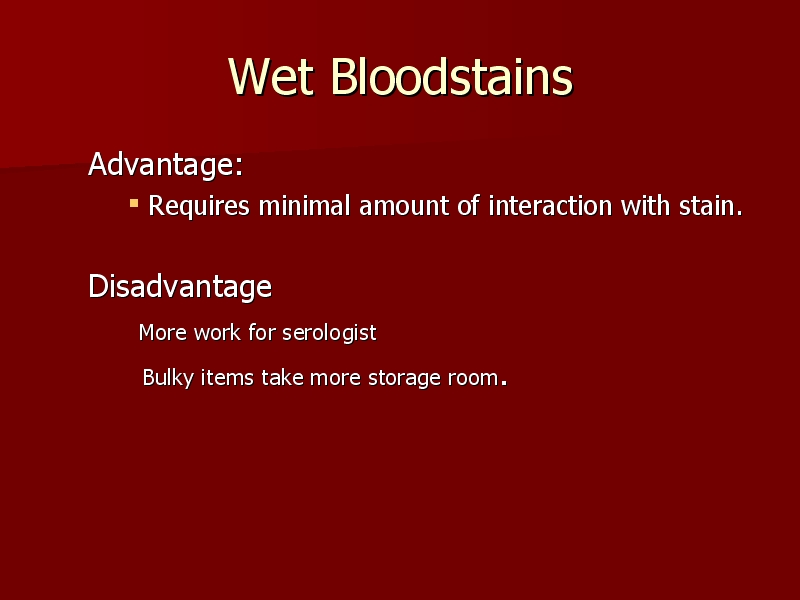 Wet Bloodstains
Advantage:
▪ Requires minimal amount of interaction with stain.
Disadvantage
More work for serologist
Bulky items take more storage room.